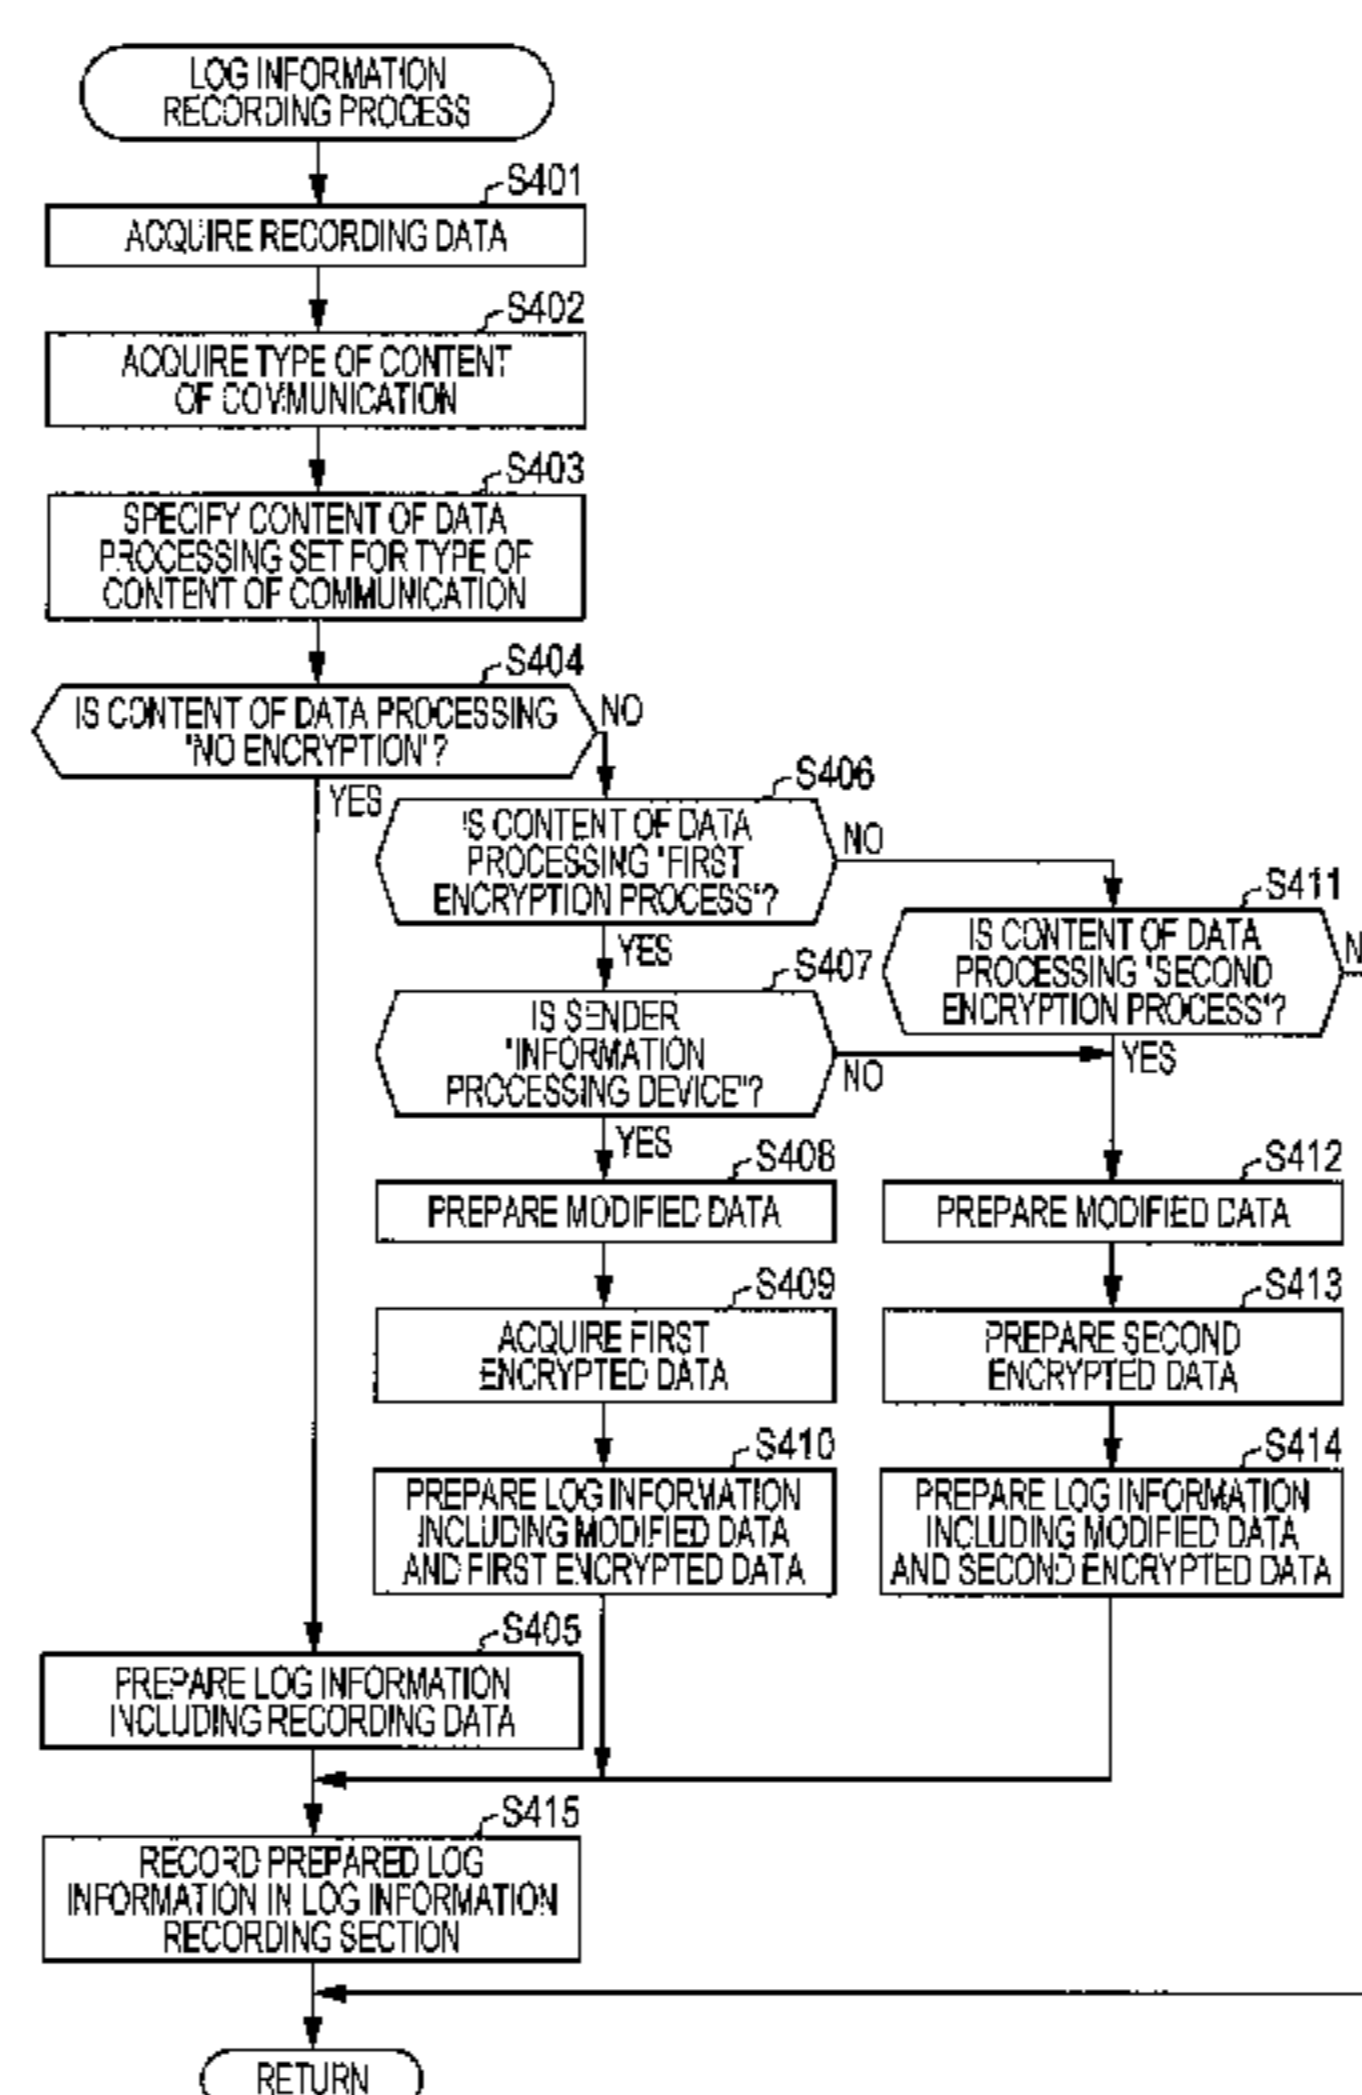 LOG INFORMATION
RECORDING PROCESS
S401
ACQUIRE RECORDING DATA
S402
ACQUIRE TYPE OF CONTENT
OF COMMUNICATION
S403
SPECIFY CONTENT OF DATA
PROCESSING SET FOR TYPE OF
CONTENT OF COMMUNICATION
S404
IS CONTENT OF DATA PROCESSING
"NO ENCRYPTION"?
NO
YES
S406
IS CONTENT OF DATA
PROCESSING "FIRST
ENCRYPTION PROCESS"?
NO
YES
S411
IS CONTENT OF DATA
PROCESSING "SECOND
ENCRYPTION PROCESS"?
N
YES
S407
IS SENDER
"INFORMATION
PROCESSING DEVICE"?
NO
YES
S408
PREPARE MODIFIED DATA
S409
ACQUIRE FIRST
ENCRYPTED DATA
S410
PREPARE LOG INFORMATION
INCLUDING MODIFIED DATA
AND FIRST ENCRYPTED DATA
S412
PREPARE MODIFIED DATA
S413
PREPARE SECOND
ENCRYPTED DATA
S414
PREPARE LOG INFORMATION
INCLUDING MODIFIED DATA
AND SECOND ENCRYPTED DATA
S405
PREPARE LOG INFORMATION
INCLUDING RECORDING DATA
S415
RECORD PREPARED LOG
INFORMATION IN LOG INFORMATION
RECORDING SECTION
RETURN